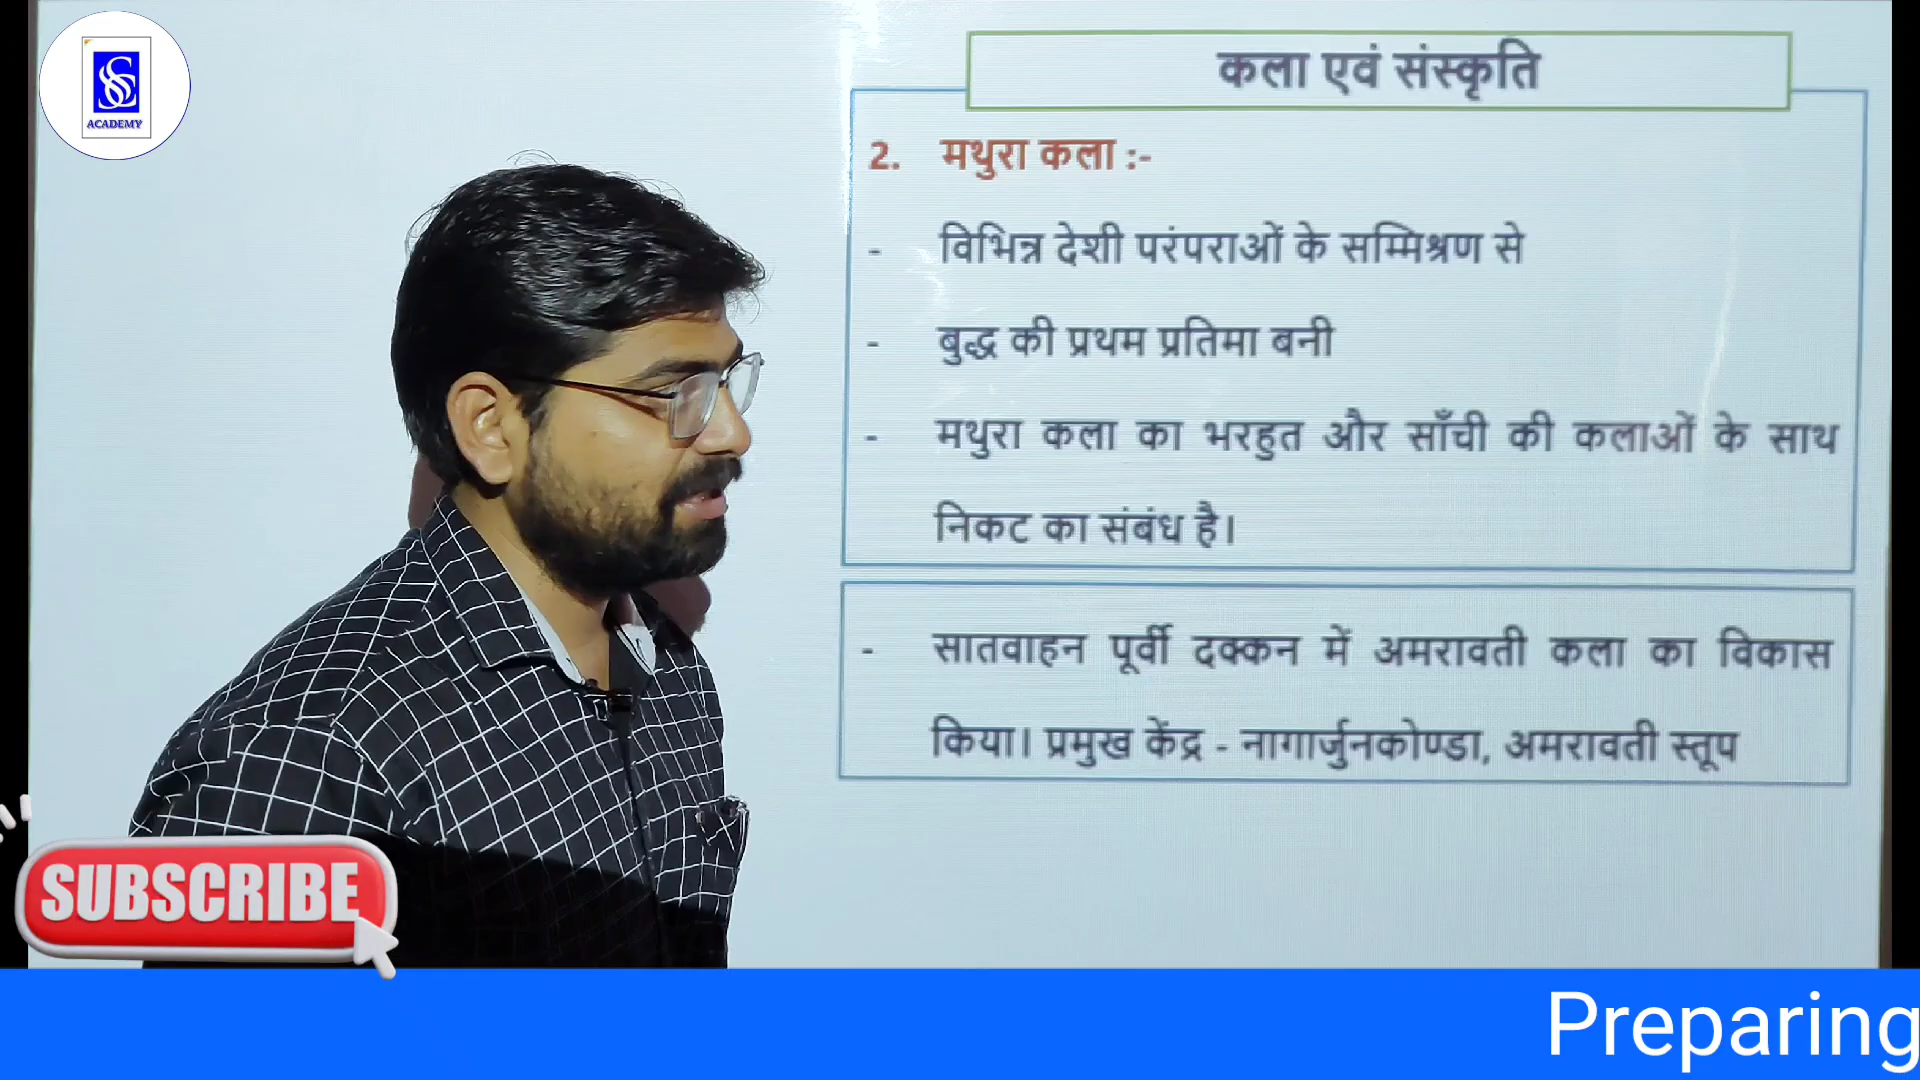 SS
ACADEMY
कला एवं संस्कृति
2. मथुरा कला :-
- विभिन्न देशी परंपराओं के सम्मिश्रण से
- बुद्ध की प्रथम प्रतिमा बनी
- मथुरा कला का भरहुत और साँची की कलाओं के साथ
निकट का संबंध है।
- सातवाहन पूर्वी दक्कन में अमरावती कला का विकास
किया। प्रमुख केंद्र - नागार्जुनकोण्डा, अमरावती स्तूप
SUBSCRIBE
Preparing